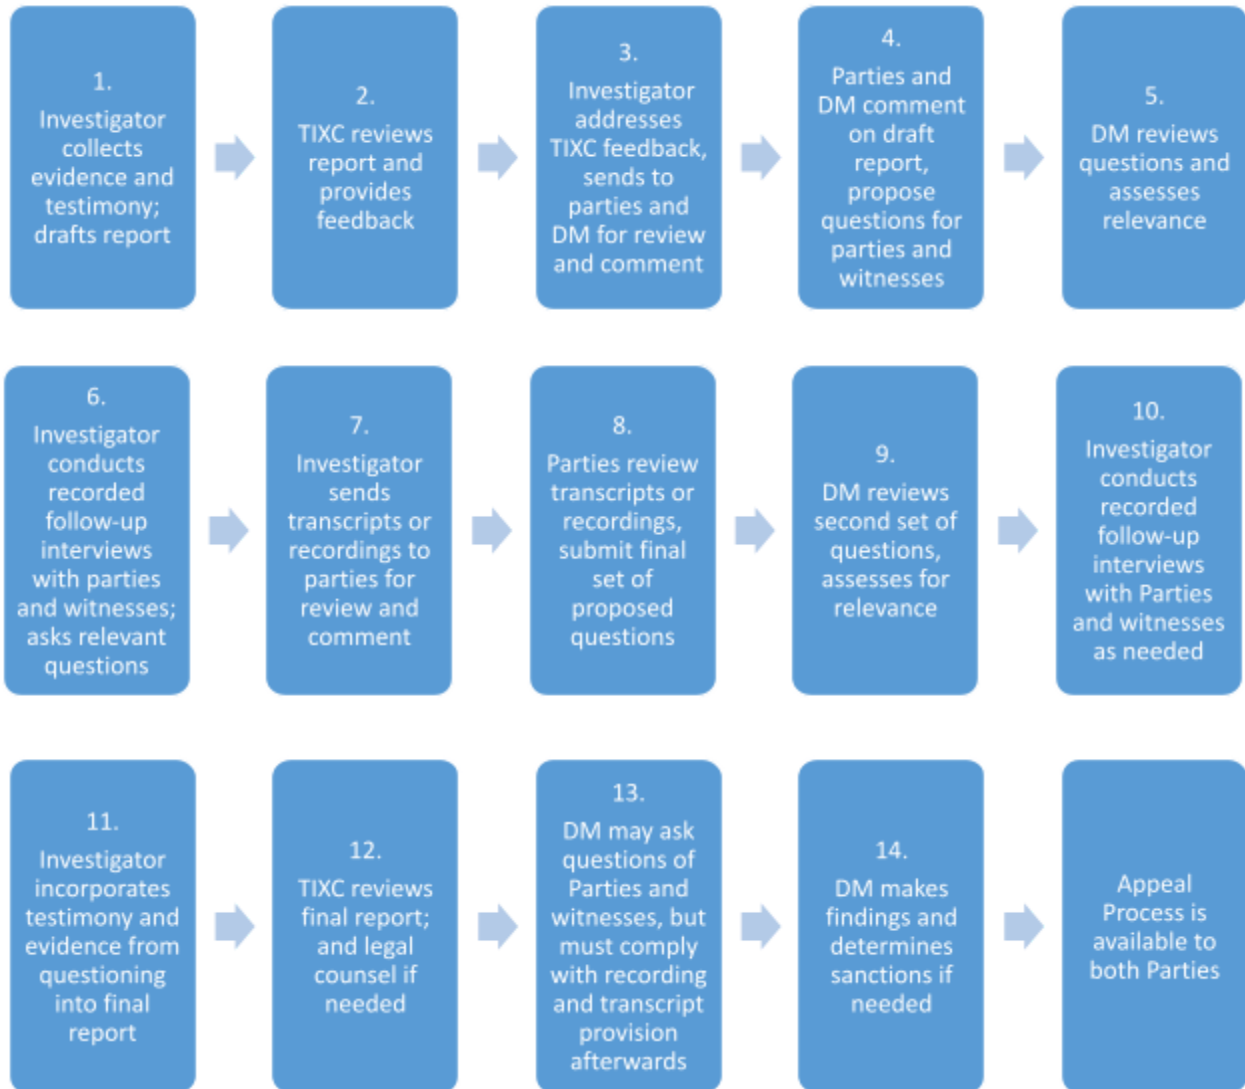 1.
Investigator
collects
evidence and
testimony;
drafts report
2.
TIXC reviews
report and
provides
feedback
3.
Investigator
addresses
TIXC feedback,
sends to
parties and
DM for review
and comment
4.
Parties and
DM comment
on draft
report,
propose
questions for
parties and
witnesses
5.
DM reviews
questions and
assesses
relevance
6.
Investigator
conducts
recorded
follow-up
interviews
with parties
and witnesses;
asks relevant
questions
7.
Investigator
sends
transcripts or
recordings to
parties for
review and
comment
8.
Parties review
transcripts or
recordings,
submit final
set of
proposed
questions
9.
DM reviews
second set of
questions,
assesses for
relevance
10.
Investigator
conducts
recorded
follow-up
interviews
with Parties
and witnesses
as needed
11.
Investigator
incorporates
testimony and
evidence from
questioning
into final
report
12.
TIXC reviews
final report;
and legal
counsel if
needed
13.
DM may ask
questions of
Parties and
witnesses, but
must comply
with recording
and transcript
provision
afterwards
14.
DM makes
findings and
determines
sanctions if
needed
Appeal
Process is
available to
both Parties